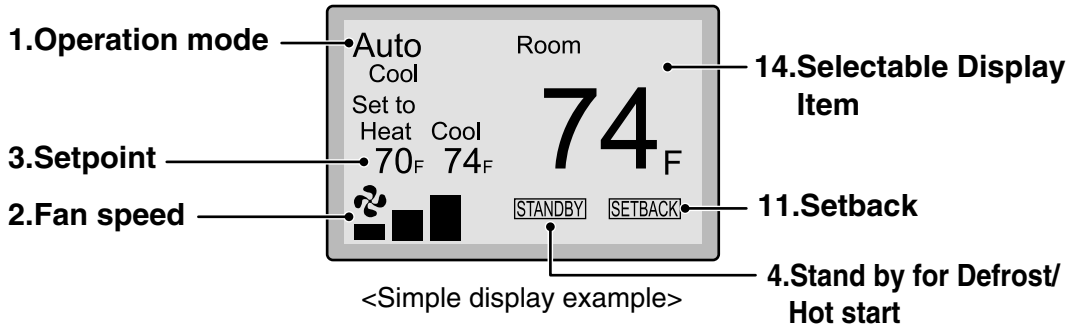 1.Operation mode
Auto
Cool
Room
14.Selectable Display
Item
Set to
Heat Cool
3.Setpoint
70F 74F
74F
2.Fan speed
STANDBY SETBACK
11.Setback
4.Stand by for Defrost/
Hot start
<Simple display example>